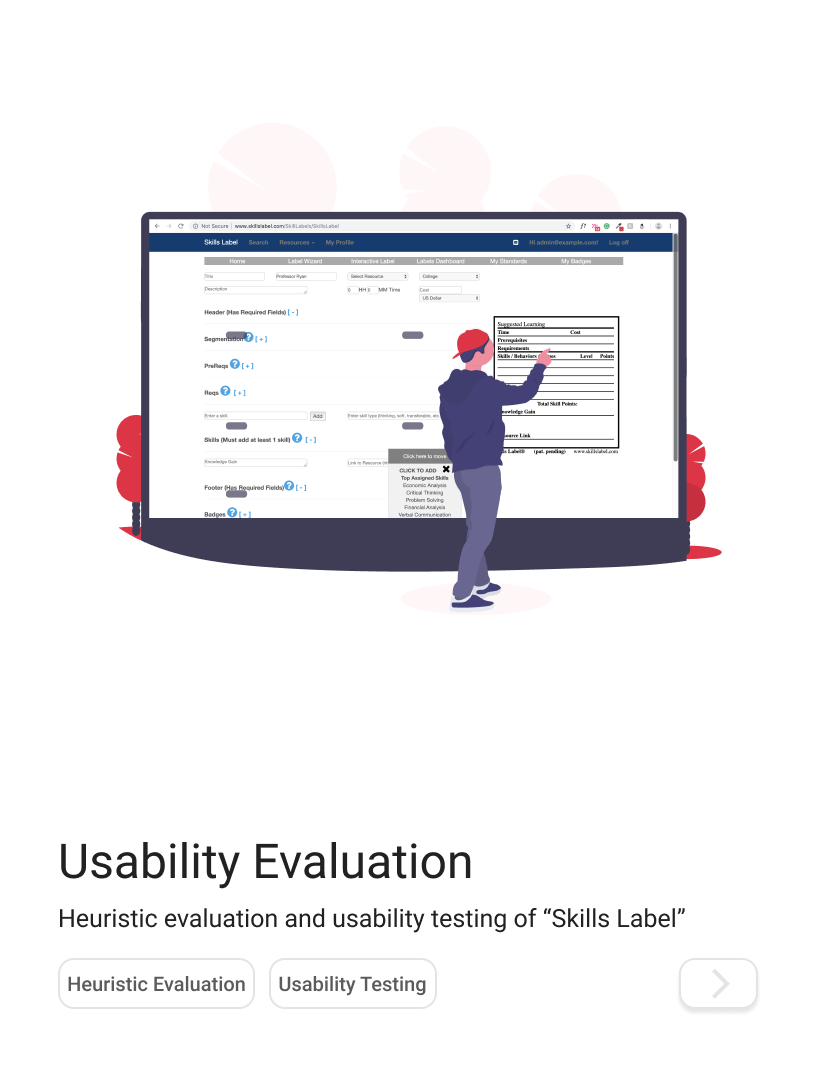 Not Secure | www.skillslabel.com/SkillLabels/SkillsLabel
Skills Label Search Resources My Profile Hi admin@example.com! Log off
Home Label Wizard Interactive Label Labels Dashboard My Standards My Badges
Title Professor Ryan Select Resource College
Description 0 HH 0 MM Time Cost
US Dollar
Header (Has Required Fields) [ - ]
Segmentation ? [ + ]
PreReqs ? [ + ]
Reqs ? [ + ]
Enter a skill Add Enter skill type (thinking, soft, transferable, etc.
Skills (Must add at least 1 skill) ? [ - ]
Knowledge Gain Link to Resource
Footer (Has Required Fields) ? [ - ]
Badges ? [ + ]
Click here to move
CLICK TO ADD
Top Assigned Skills
Economic Analysis
Critical Thinking
Problem Solving
Financial Analysis
Verbal Communication
Suggested Learning
Time Cost
Prerequisites
Requirements
Skills / Behaviors Level Points
Total Skill Points:
nowledge Gain
ource Link
ls Label® (pat. pending) www.skillslabel.com
Usability Evaluation
Heuristic evaluation and usability testing of “Skills Label”
Heuristic Evaluation Usability Testing